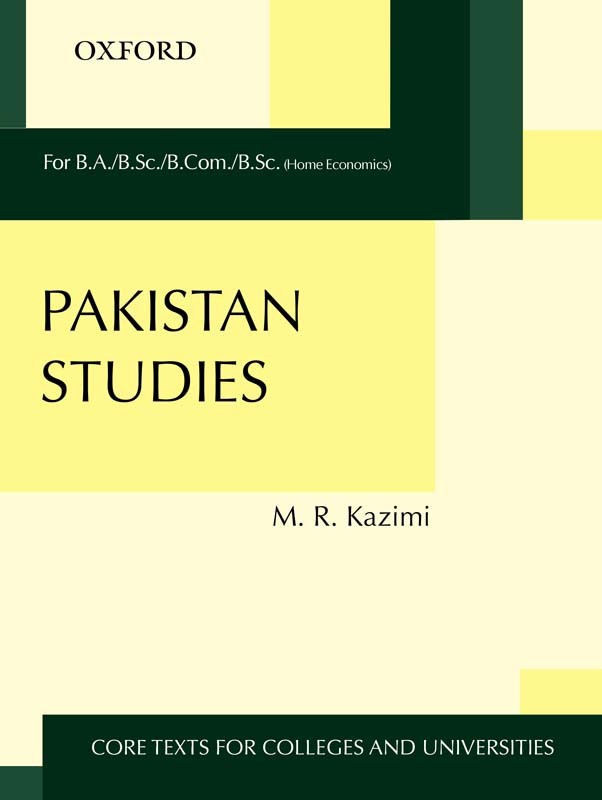 OXFORD
For B.A./B.Sc./B.Com./B.Sc. (Home Economics)
PAKISTAN
STUDIES
M. R. Kazimi
CORE TEXTS FOR COLLEGES AND UNIVERSITIES